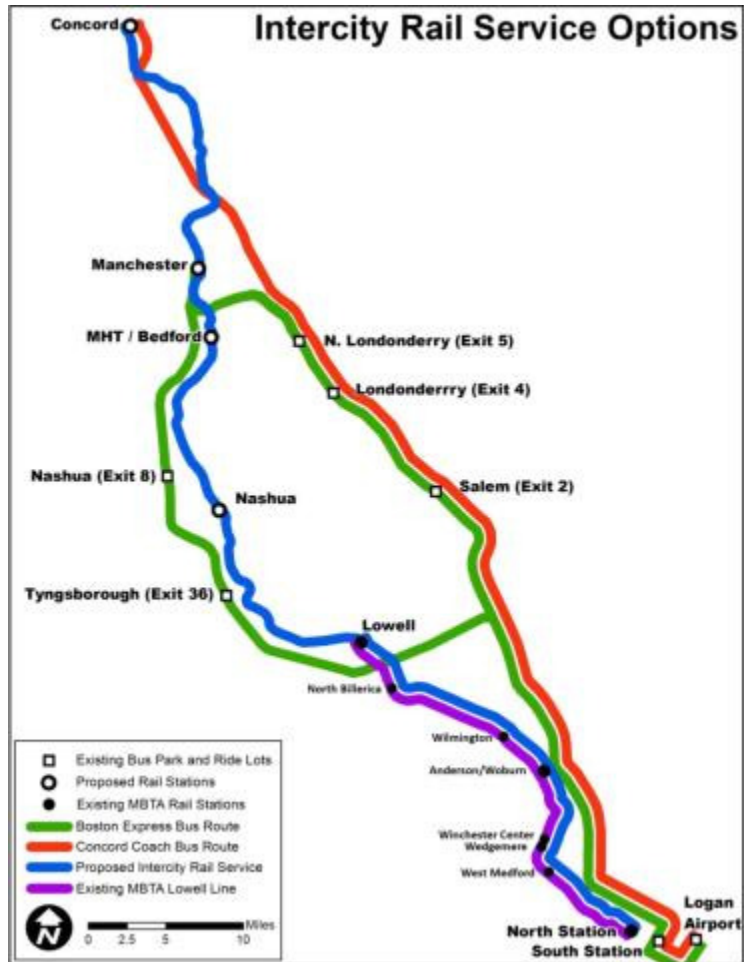 Intercity Rail Service Options
Concord
Manchester
MHT / Bedford
N. Londonderry (Exit 5)
Londonderrry (Exit 4)
Nashua (Exit 8)
Salem (Exit 2)
Nashua
Tyngsborough (Exit 36)
Lowell
North Billerica
Wilmington
Anderson/Woburn
Winchester Center
Wedgemere
West Medford
Logan
Airport
North Station
South Station
Existing Bus Park and Ride Lots
Proposed Rail Stations
Existing MBTA Rail Stations
Boston Express Bus Route
Concord Coach Bus Route
Proposed Intercity Rail Service
Existing MBTA Lowell Line
N
Miles
0 2.5 5 10